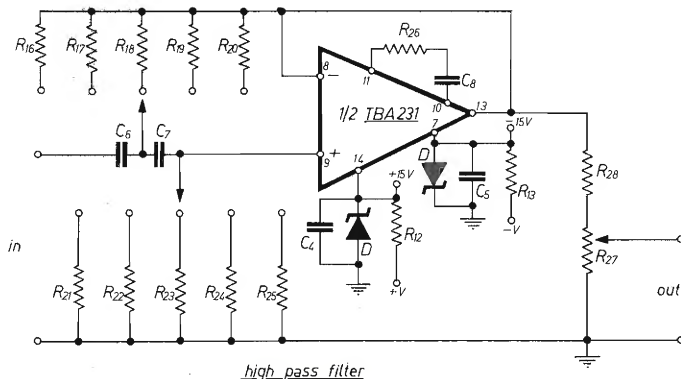 R16
R17
R18
R19
R20
R26
8
11
C8
1/2 TBA231
10
13
7
−15V
C6
C7
9
14
D
C5
R13
R28
+15V
−V
in
C4
D
R12
R27
+V
out
R21
R22
R23
R24
R25
high pass filter